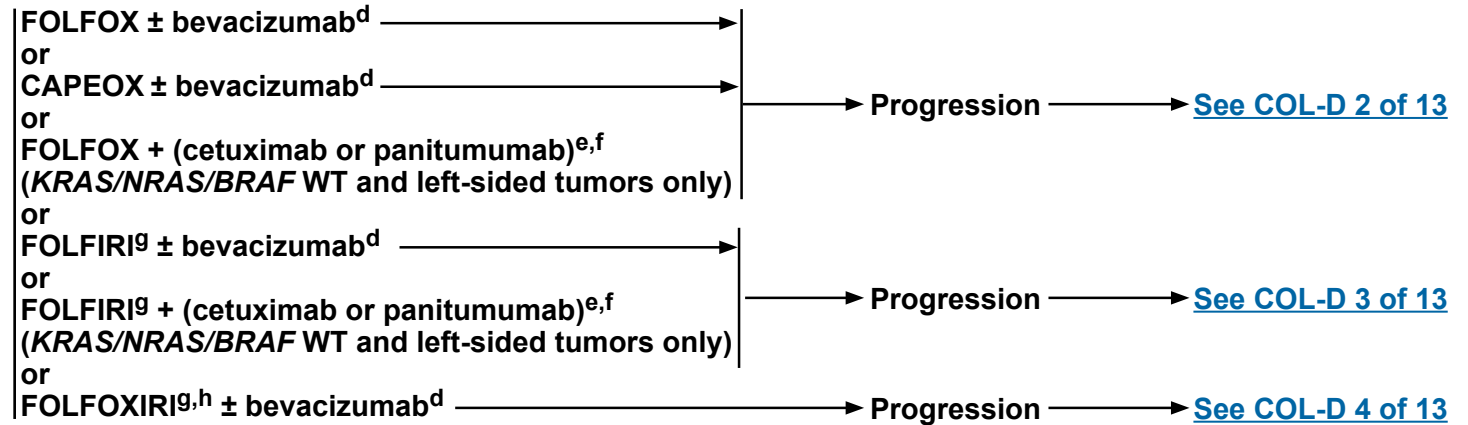 FOLFOX ± bevacizumabᵈ
or
CAPEOX ± bevacizumabᵈ
or
FOLFOX + (cetuximab or panitumumab)ᵉ,ᶠ
(KRAS/NRAS/BRAF WT and left-sided tumors only)
Progression
See COL-D 2 of 13
or
FOLFIRIᵍ ± bevacizumabᵈ
or
FOLFIRIᵍ + (cetuximab or panitumumab)ᵉ,ᶠ
(KRAS/NRAS/BRAF WT and left-sided tumors only)
Progression
See COL-D 3 of 13
or
FOLFOXIRIᵍ,ʰ ± bevacizumabᵈ
Progression
See COL-D 4 of 13